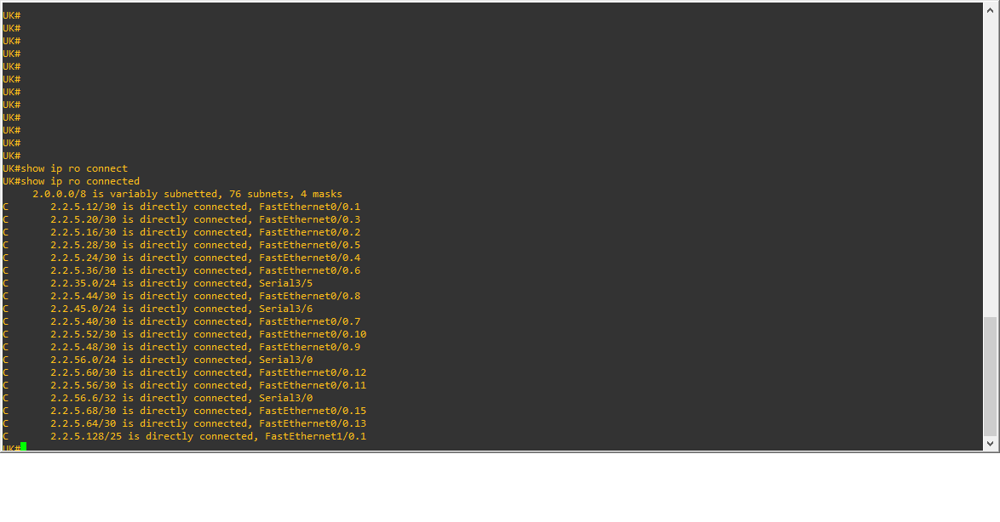 UK#
UK#
UK#
UK#
UK#
UK#
UK#
UK#
UK#
UK#
UK#
UK#
UK#show ip ro connect
UK#show ip ro connected
     2.0.0.0/8 is variably subnetted, 76 subnets, 4 masks
C       2.2.5.12/30 is directly connected, FastEthernet0/0.1
C       2.2.5.20/30 is directly connected, FastEthernet0/0.3
C       2.2.5.16/30 is directly connected, FastEthernet0/0.2
C       2.2.5.28/30 is directly connected, FastEthernet0/0.5
C       2.2.5.24/30 is directly connected, FastEthernet0/0.4
C       2.2.5.36/30 is directly connected, FastEthernet0/0.6
C       2.2.35.0/24 is directly connected, Serial3/5
C       2.2.5.44/30 is directly connected, FastEthernet0/0.8
C       2.2.45.0/24 is directly connected, Serial3/6
C       2.2.5.40/30 is directly connected, FastEthernet0/0.7
C       2.2.5.52/30 is directly connected, FastEthernet0/0.10
C       2.2.5.48/30 is directly connected, FastEthernet0/0.9
C       2.2.56.0/24 is directly connected, Serial3/0
C       2.2.5.60/30 is directly connected, FastEthernet0/0.12
C       2.2.5.56/30 is directly connected, FastEthernet0/0.11
C       2.2.56.6/32 is directly connected, Serial3/0
C       2.2.5.68/30 is directly connected, FastEthernet0/0.15
C       2.2.5.64/30 is directly connected, FastEthernet0/0.13
C       2.2.5.128/25 is directly connected, FastEthernet1/0.1
UK#